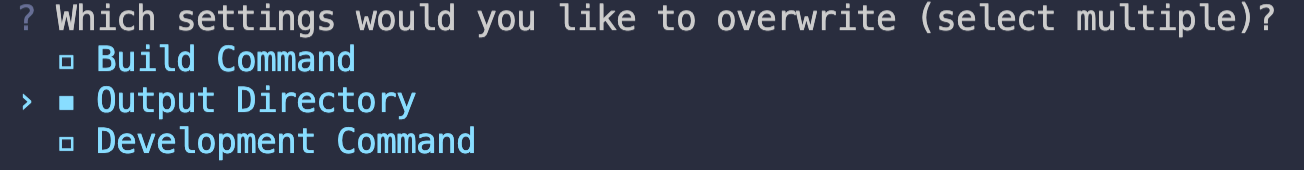 ? Which settings would you like to overwrite (select multiple)?
▫ Build Command
› ▪ Output Directory
▫ Development Command